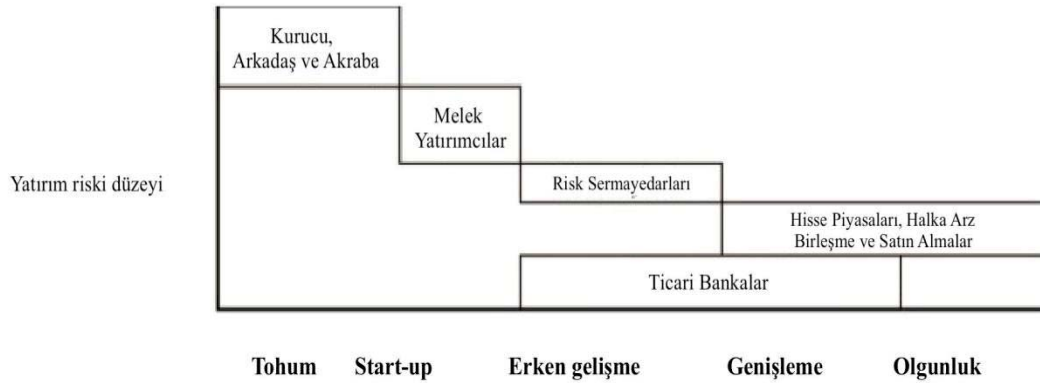 Kurucu,
Arkadaş ve Akraba
Melek
Yatırımcılar
Yatırım riski düzeyi
Risk Sermayedarları
Hisse Piyasaları, Halka Arz
Birleşme ve Satın Almalar
Ticari Bankalar
Tohum Start-up Erken gelişme Genişleme Olgunluk